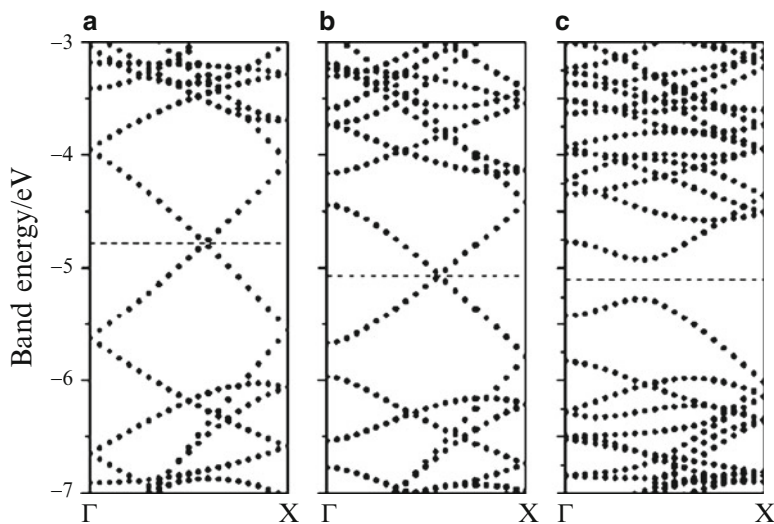 a b c
−3
−4
−5
−6
−7
Band energy/eV
Γ X Γ X Γ X